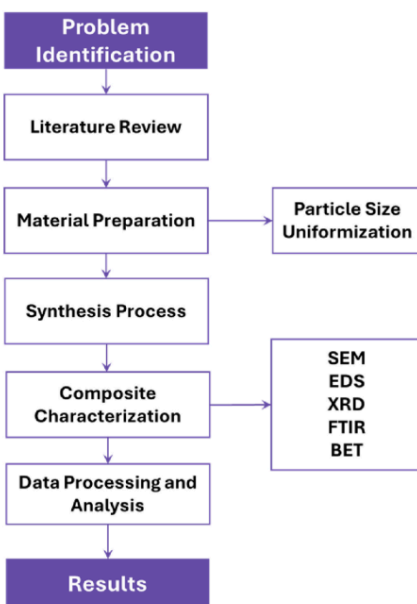 Problem
Identification
Literature Review
Material Preparation
Particle Size
Uniformization
Synthesis Process
Composite
Characterization
SEM
EDS
XRD
FTIR
BET
Data Processing and
Analysis
Results